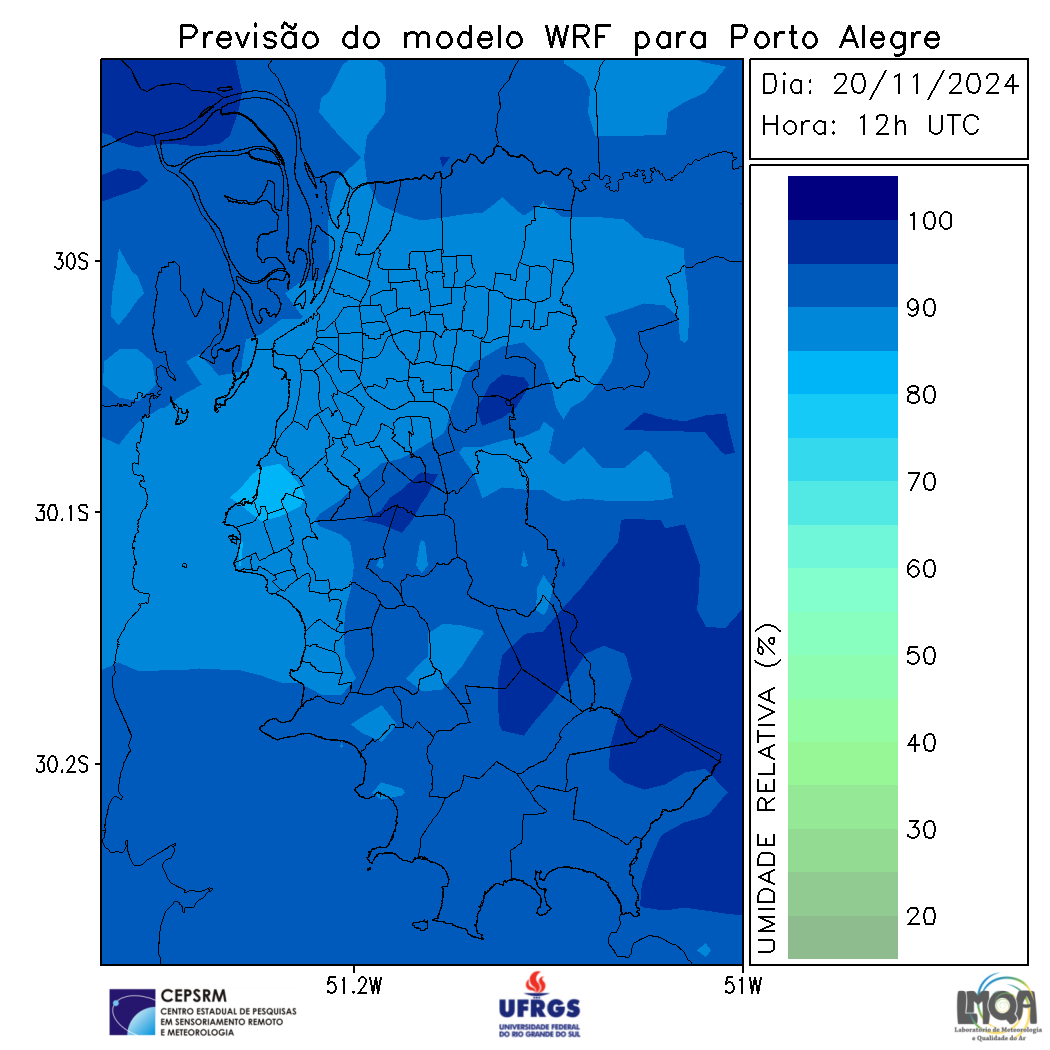 Previsão do modelo WRF para Porto Alegre
Dia: 20/11/2024
Hora: 12h UTC
30S
30.1S
30.2S
51.2W
51W
100
90
80
70
60
50
40
30
20
UMIDADE RELATIVA (%)
CEPSRM
CENTRO ESTADUAL DE PESQUISAS
EM SENSORIAMENTO REMOTO
E METEOROLOGIA
UFRGS
UNIVERSIDADE FEDERAL
DO RIO GRANDE DO SUL
LMQA
Laboratório de Meteorologia
e Qualidade do Ar